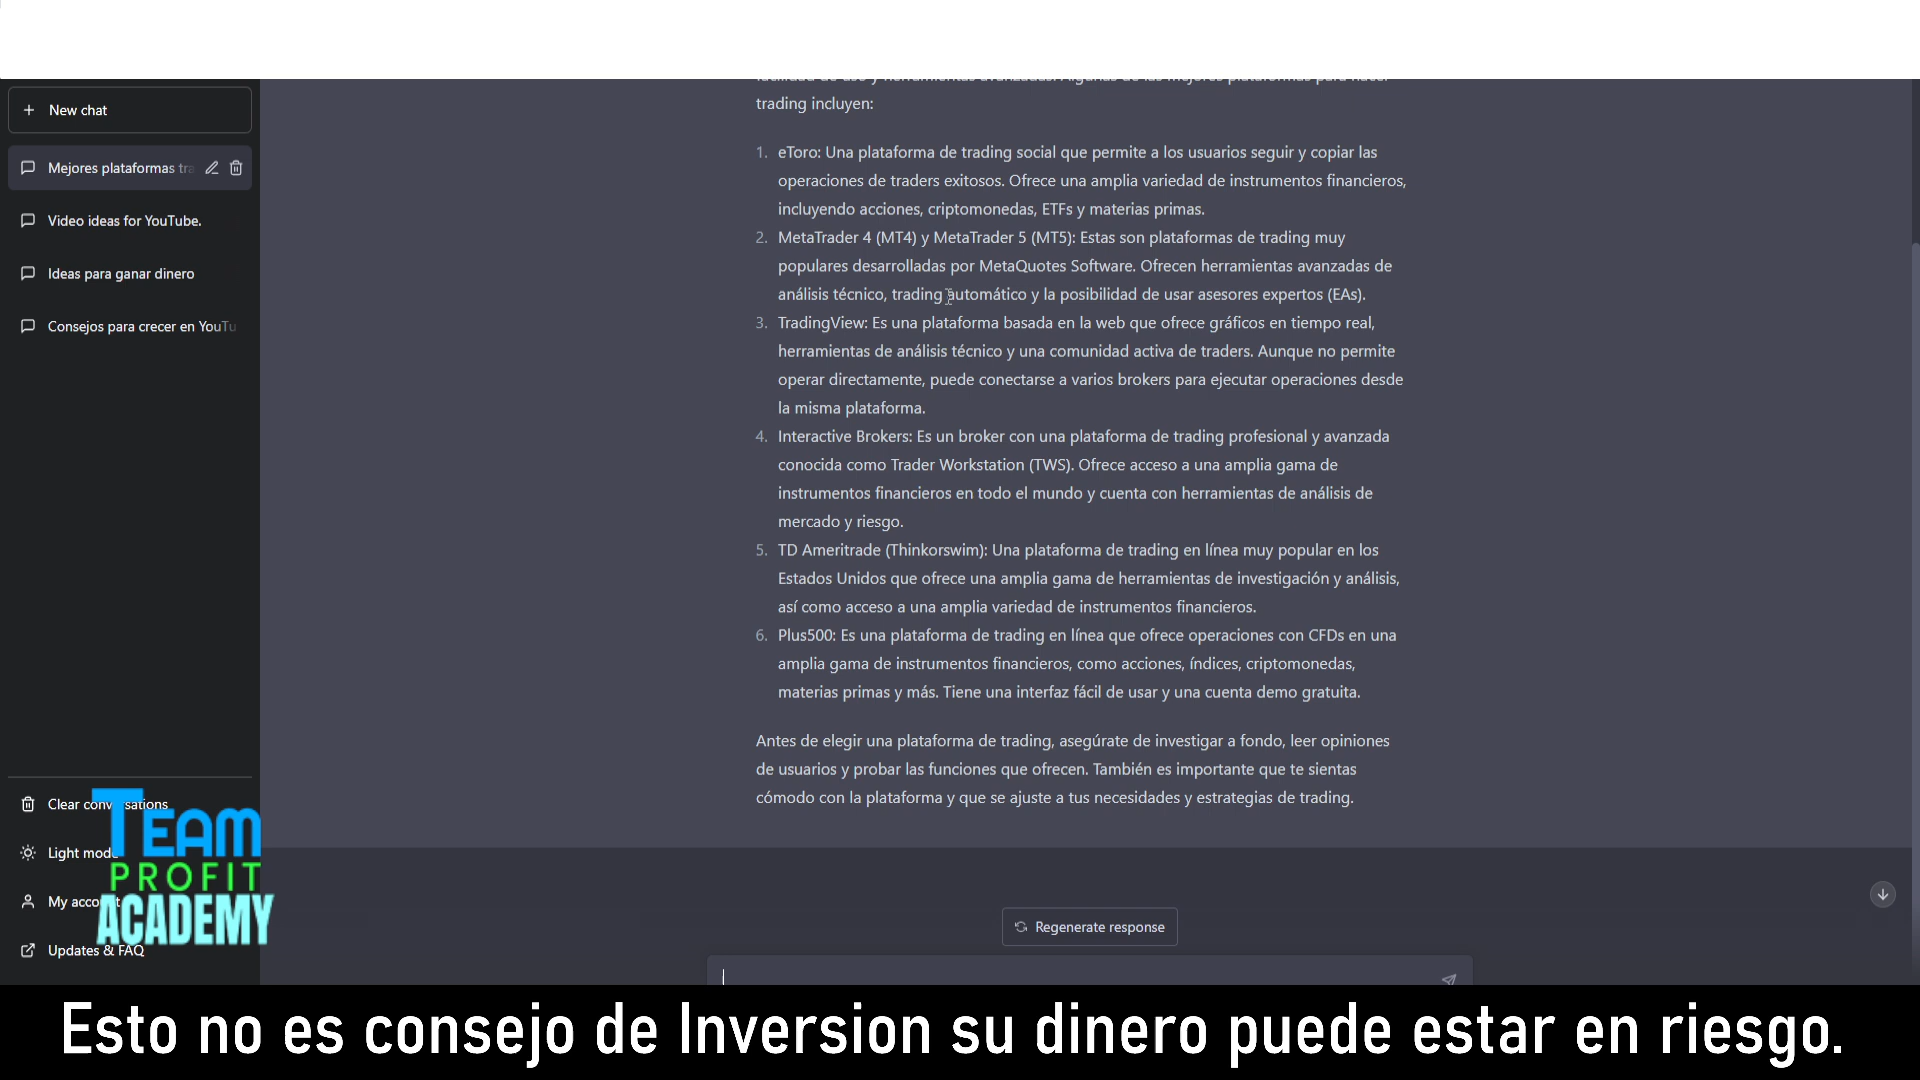 New chat
Mejores plataformas tra
Video ideas for YouTube.
Ideas para ganar dinero
Consejos para crecer en YouTu
trading incluyen:
1. eToro: Una plataforma de trading social que permite a los usuarios seguir y copiar las
operaciones de traders exitosos. Ofrece una amplia variedad de instrumentos financieros,
incluyendo acciones, criptomonedas, ETFs y materias primas.
2. MetaTrader 4 (MT4) y MetaTrader 5 (MT5): Estas son plataformas de trading muy
populares desarrolladas por MetaQuotes Software. Ofrecen herramientas avanzadas de
análisis técnico, trading automático y la posibilidad de usar asesores expertos (EAs).
3. TradingView: Es una plataforma basada en la web que ofrece gráficos en tiempo real,
herramientas de análisis técnico y una comunidad activa de traders. Aunque no permite
operar directamente, puede conectarse a varios brokers para ejecutar operaciones desde
la misma plataforma.
4. Interactive Brokers: Es un broker con una plataforma de trading profesional y avanzada
conocida como Trader Workstation (TWS). Ofrece acceso a una amplia gama de
instrumentos financieros en todo el mundo y cuenta con herramientas de análisis de
mercado y riesgo.
5. TD Ameritrade (Thinkorswim): Una plataforma de trading en línea muy popular en los
Estados Unidos que ofrece una amplia gama de herramientas de investigación y análisis,
así como acceso a una amplia variedad de instrumentos financieros.
6. Plus500: Es una plataforma de trading en línea que ofrece operaciones con CFDs en una
amplia gama de instrumentos financieros, como acciones, índices, criptomonedas,
materias primas y más. Tiene una interfaz fácil de usar y una cuenta demo gratuita.
Antes de elegir una plataforma de trading, asegúrate de investigar a fondo, leer opiniones
de usuarios y probar las funciones que ofrecen. También es importante que te sientas
cómodo con la plataforma y que se ajuste a tus necesidades y estrategias de trading.
Clear conversations
Light mode
My account
Updates & FAQ
TEAM
PROFIT
ACADEMY
Regenerate response
Esto no es consejo de Inversion su dinero puede estar en riesgo.